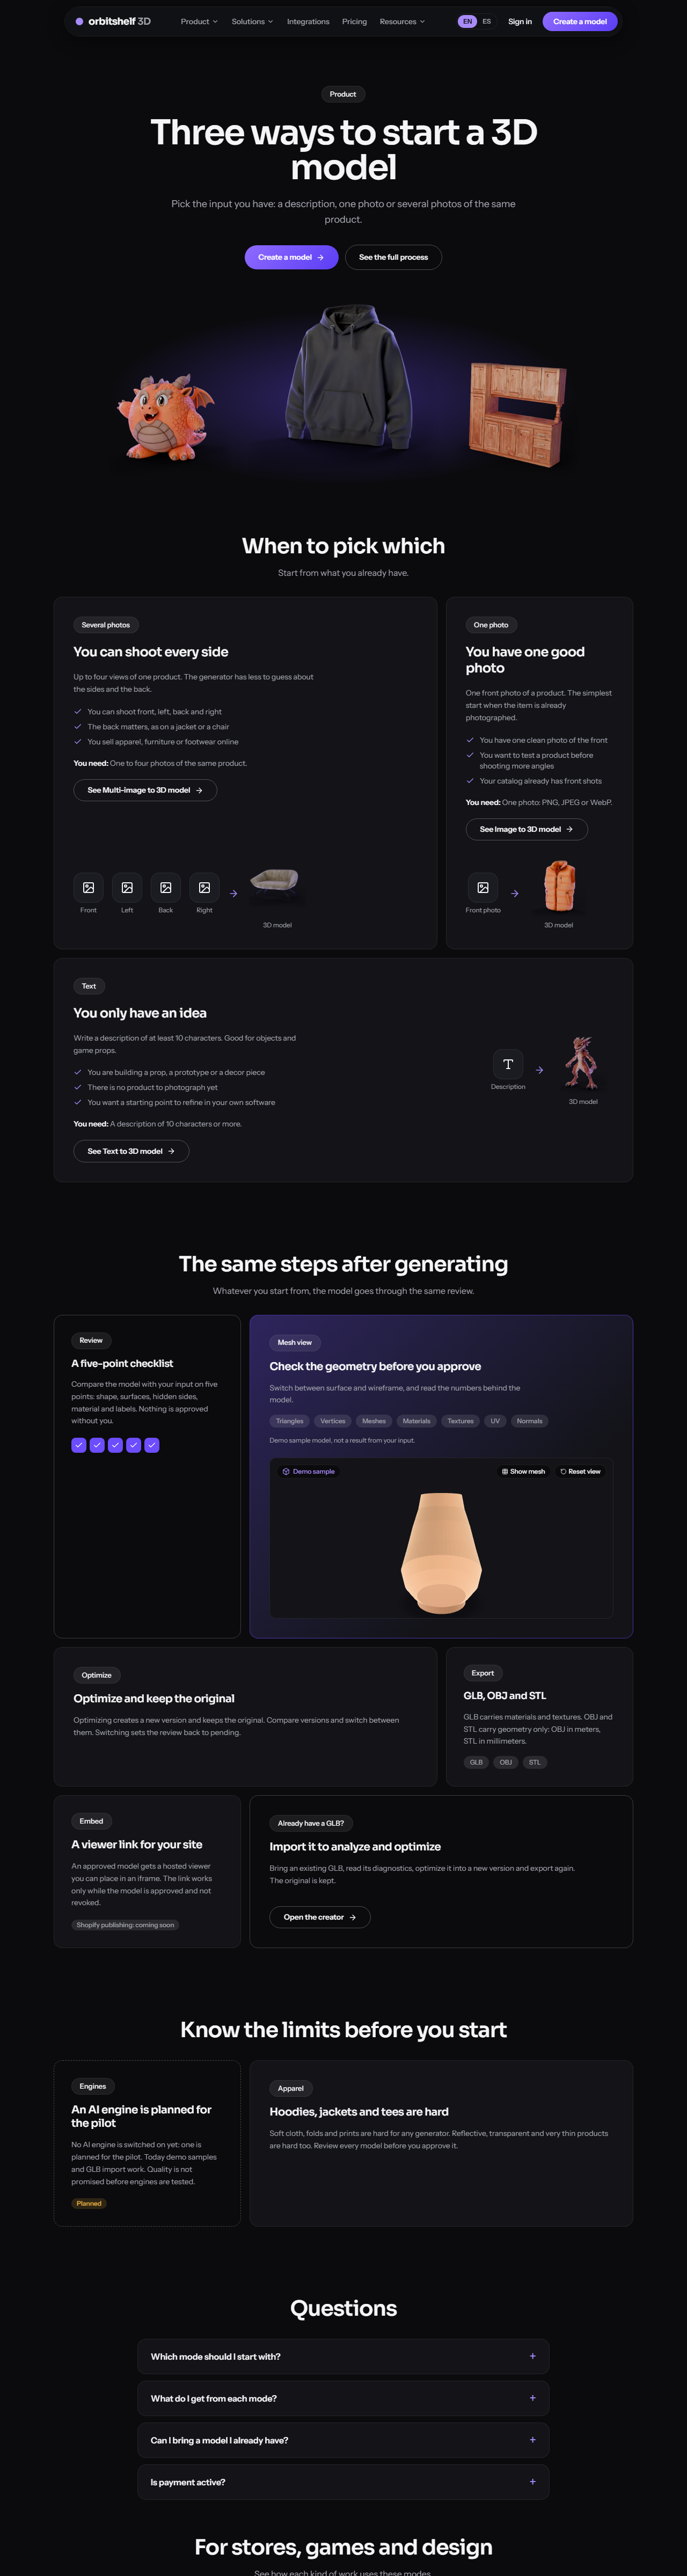 orbitshelf 3D
Product
Solutions
Integrations
Pricing
Resources
EN
ES
Sign in
Create a model
Product
Three ways to start a 3D
model
Pick the input you have: a description, one photo or several photos of the same
product.
Create a model
See the full process
When to pick which
Start from what you already have.
Several photos
You can shoot every side
Up to four views of one product. The generator has less to guess about
the sides and the back.
You can shoot front, left, back and right
The back matters, as on a jacket or a chair
You sell apparel, furniture or footwear online
You need: One to four photos of the same product.
See Multi-image to 3D model
Front
Left
Back
Right
3D model
One photo
You have one good
photo
One front photo of a product. The simplest
start when the item is already
photographed.
You have one clean photo of the front
You want to test a product before
shooting more angles
Your catalog already has front shots
You need: One photo: PNG, JPEG or WebP.
See Image to 3D model
Front photo
3D model
Text
You only have an idea
Write a description of at least 10 characters. Good for objects and
game props.
You are building a prop, a prototype or a decor piece
There is no product to photograph yet
You want a starting point to refine in your own software
You need: A description of 10 characters or more.
See Text to 3D model
Description
3D model
The same steps after generating
Whatever you start from, the model goes through the same review.
Review
A five-point checklist
Compare the model with your input on five
points: shape, surfaces, hidden sides,
material and labels. Nothing is approved
without you.
Mesh view
Check the geometry before you approve
Switch between surface and wireframe, and read the numbers behind the
model.
Triangles
Vertices
Meshes
Materials
Textures
UV
Normals
Demo sample model, not a result from your input.
Demo sample
Show mesh
Reset view
Optimize
Optimize and keep the original
Optimizing creates a new version and keeps the original. Compare versions and switch between
them. Switching sets the review back to pending.
Export
GLB, OBJ and STL
GLB carries materials and textures. OBJ and
STL carry geometry only: OBJ in meters,
STL in millimeters.
GLB
OBJ
STL
Embed
A viewer link for your site
An approved model gets a hosted viewer
you can place in an iframe. The link works
only while the model is approved and not
revoked.
Shopify publishing: coming soon
Already have a GLB?
Import it to analyze and optimize
Bring an existing GLB, read its diagnostics, optimize it into a new version and export again.
The original is kept.
Open the creator
Know the limits before you start
Engines
An AI engine is planned for
the pilot
No AI engine is switched on yet: one is
planned for the pilot. Today demo samples
and GLB import work. Quality is not
promised before engines are tested.
Planned
Apparel
Hoodies, jackets and tees are hard
Soft cloth, folds and prints are hard for any generator. Reflective, transparent and very thin products
are hard too. Review every model before you approve it.
Questions
Which mode should I start with?
What do I get from each mode?
Can I bring a model I already have?
Is payment active?
For stores, games and design
See how each kind of work uses these modes.